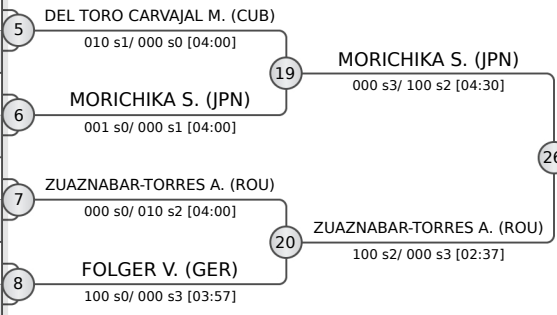 DEL TORO CARVAJAL M. (CUB)
5
010 s1/ 000 s0 [04:00]
19
MORICHIKA S. (JPN)
000 s3/ 100 s2 [04:30]
MORICHIKA S. (JPN)
6
001 s0/ 000 s1 [04:00]
26
ZUAZNABAR-TORRES A. (ROU)
7
000 s0/ 010 s2 [04:00]
20
ZUAZNABAR-TORRES A. (ROU)
100 s2/ 000 s3 [02:37]
FOLGER V. (GER)
8
100 s0/ 000 s3 [03:57]